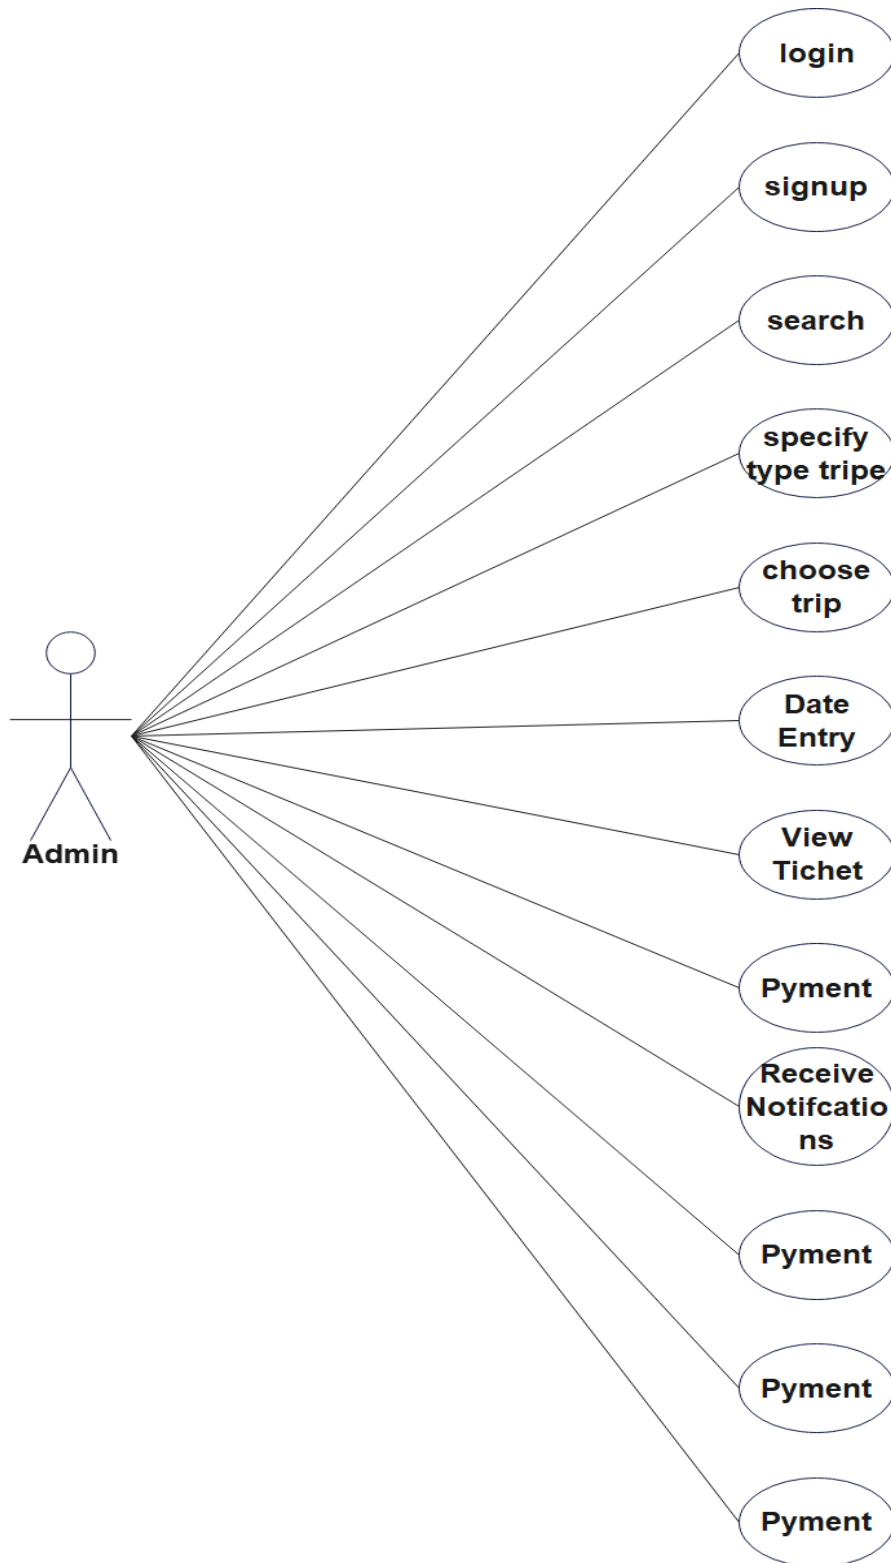 login
signup
search
specify
type tripe
choose
trip
Date
Entry
Admin
View
Tichet
Pyment
Receive
Notifcatio
ns
Pyment
Pyment
Pyment